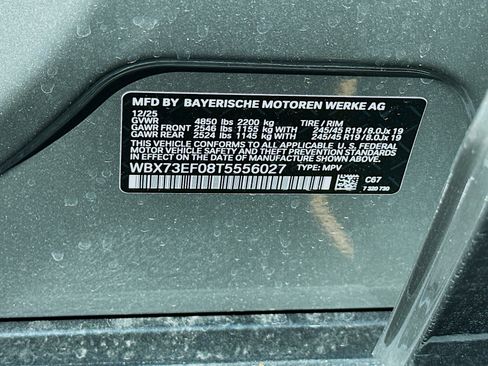 MFD BY BAYERISCHE MOTOREN WERKE AG
12/25
GVWR 4850 lbs 2200 kg TIRE / RIM
GAWR FRONT 2546 lbs 1155 kg WITH 245/45 R19 / 8.0Jx 19
GAWR REAR 2524 lbs 1145 kg WITH 245/45 R19 / 8.0Jx 19
THIS VEHICLE CONFORMS TO ALL APPLICABLE U. S. FEDERAL
MOTOR VEHICLE SAFETY AND THEFT PREVENTION
STANDARDS IN EFFECT ON THE DATE OF MANUFACTURE SHOWN ABOVE.
WBX73EF08T5556027 TYPE: MPV
C67
7 320 730